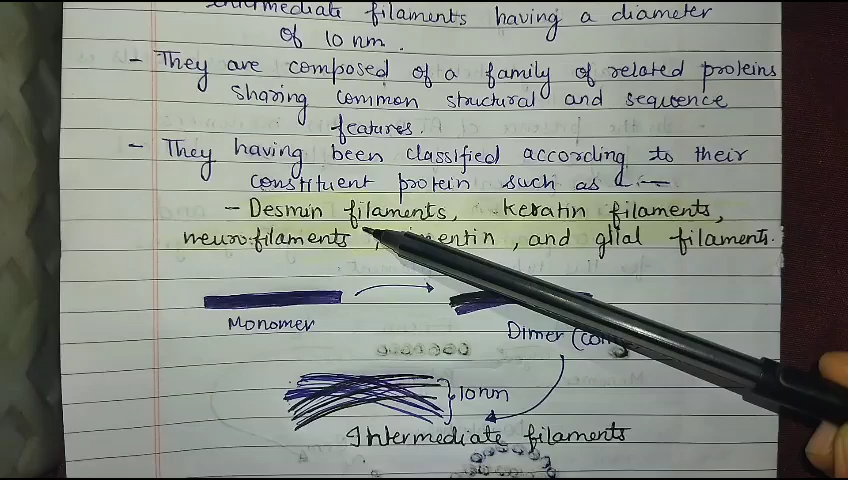 intermediate filaments having a diameter
of 10 nm.
- They are composed of a family of related proteins
sharing common structural and sequence
features.
- They having been classified according to their
constituent protein such as :-
- Desmin filaments, keratin filaments,
neurofilaments, and glial filaments.
Monomer
Dimer
10nm
Intermediate filaments